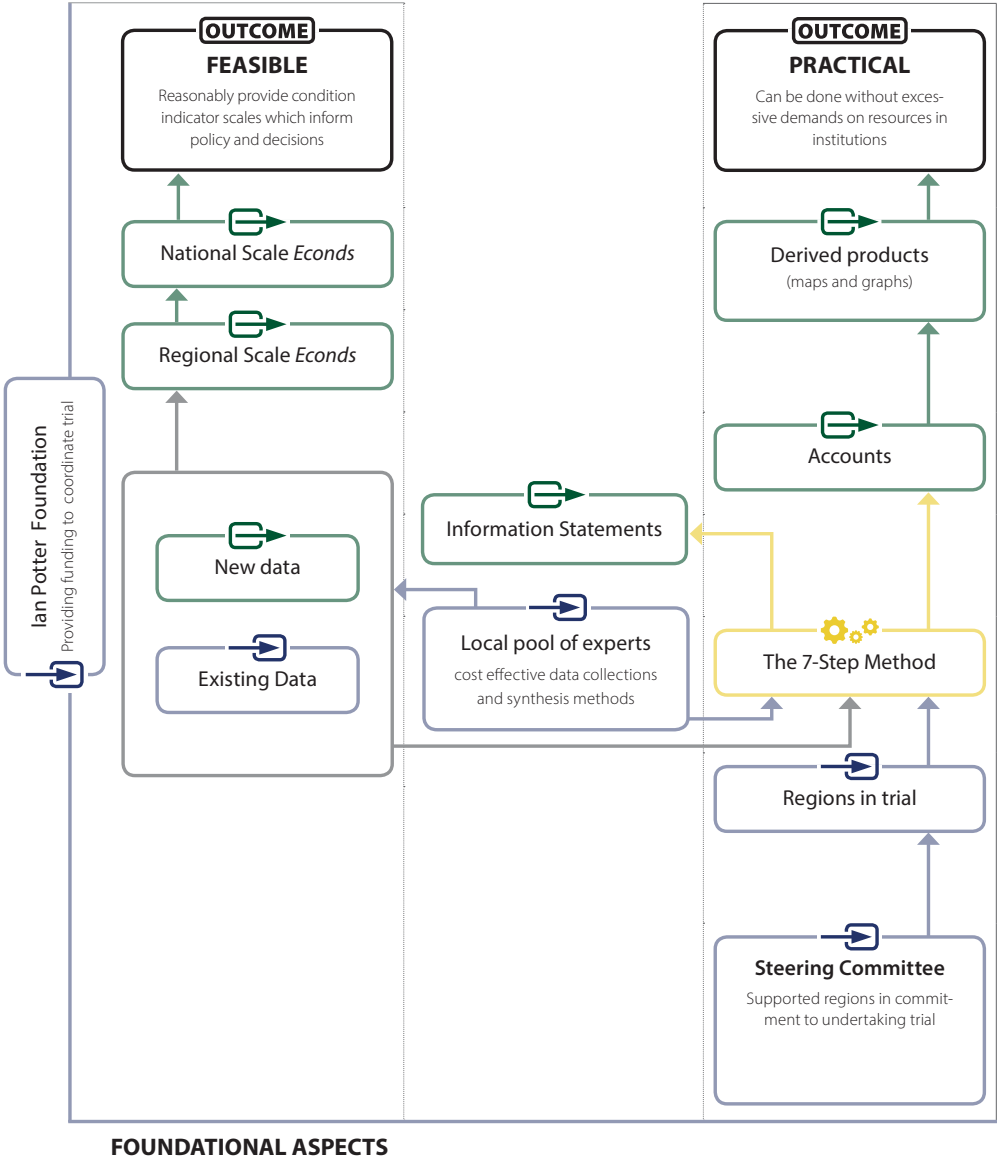 OUTCOME
FEASIBLE
Reasonably provide condition
indicator scales which inform
policy and decisions
National Scale Econds
Regional Scale Econds
Ian Potter Foundation
Providing funding to coordinate trial
New data
Existing Data
Information Statements
Local pool of experts
cost effective data collections
and synthesis methods
OUTCOME
PRACTICAL
Can be done without exces-
sive demands on resources in
institutions
Derived products
(maps and graphs)
Accounts
The 7-Step Method
Regions in trial
Steering Committee
Supported regions in commit-
ment to undertaking trial
FOUNDATIONAL ASPECTS